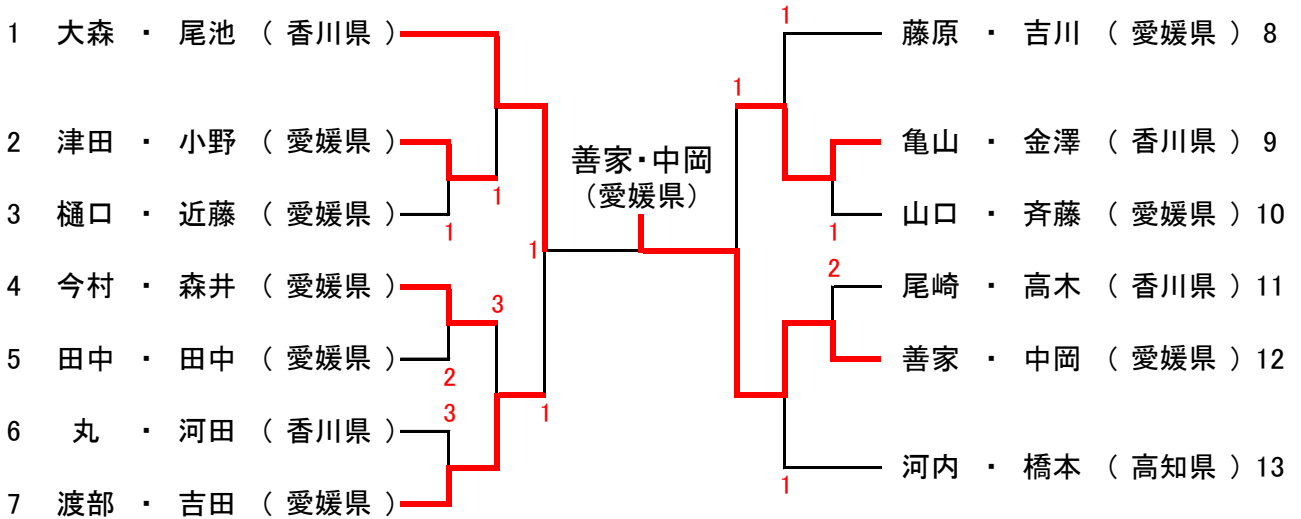 1 大森 ・ 尾池 （ 香川県 ）
2 津田 ・ 小野 （ 愛媛県 ）
3 樋口 ・ 近藤 （ 愛媛県 ）
4 今村 ・ 森井 （ 愛媛県 ）
5 田中 ・ 田中 （ 愛媛県 ）
6 丸 ・ 河田 （ 香川県 ）
7 渡部 ・ 吉田 （ 愛媛県 ）
1
1
3
2
3
1
1
善家・中岡
（愛媛県）
1
1
1
2
1
藤原 ・ 吉川 （ 愛媛県 ） 8
亀山 ・ 金澤 （ 香川県 ） 9
山口 ・ 斉藤 （ 愛媛県 ） 10
尾崎 ・ 高木 （ 香川県 ） 11
善家 ・ 中岡 （ 愛媛県 ） 12
河内 ・ 橋本 （ 高知県 ） 13